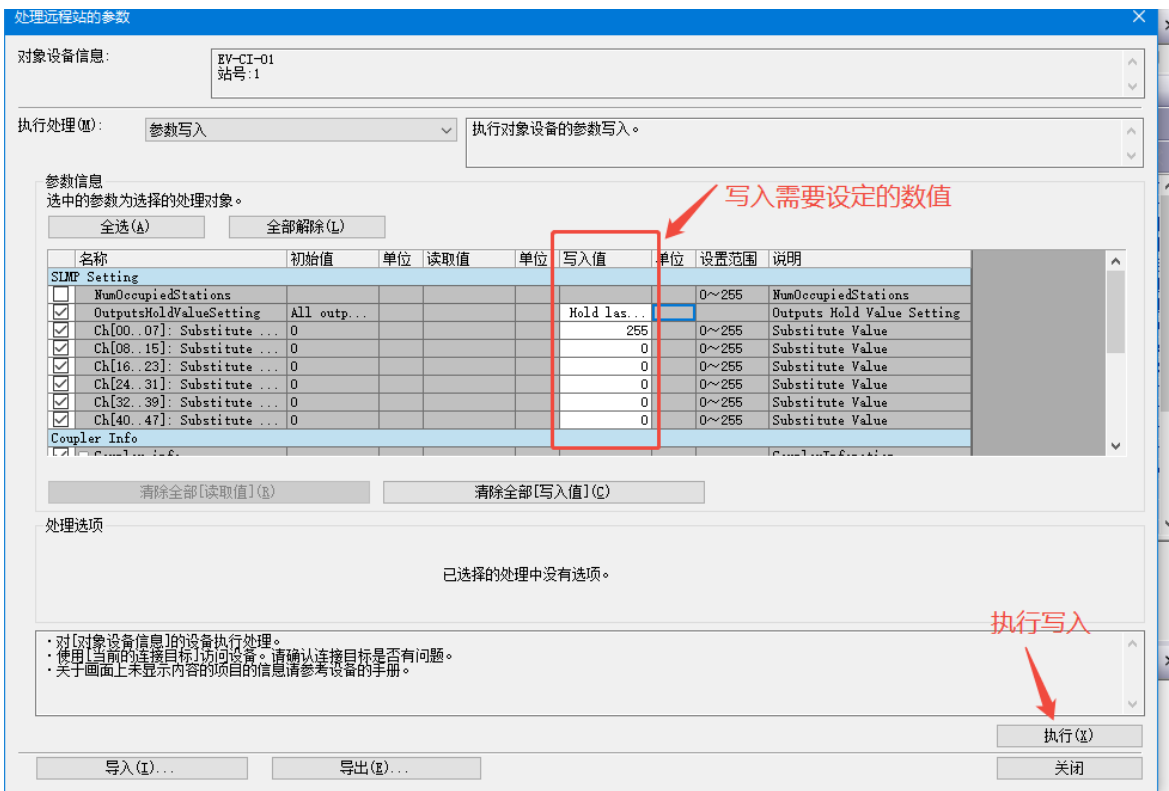 处理远程站的参数
对象设备信息:
EV-CI-01
站号:1
执行处理(M): 参数写入 执行对象设备的参数写入。
参数信息
选中的参数为选择的处理对象。
写入需要设定的数值
全选(A) 全部解除(L)
名称 初始值 单位 读取值 单位 写入值 单位 设置范围 说明
SLMP Setting
NumOccupiedStations 0～255 NumOccupiedStations
OutputsHoldValueSetting All outp... Hold las... Outputs Hold Value Setting
Ch[00..07]: Substitute ... 0 255 0～255 Substitute Value
Ch[08..15]: Substitute ... 0 0 0～255 Substitute Value
Ch[16..23]: Substitute ... 0 0 0～255 Substitute Value
Ch[24..31]: Substitute ... 0 0 0～255 Substitute Value
Ch[32..39]: Substitute ... 0 0 0～255 Substitute Value
Ch[40..47]: Substitute ... 0 0 0～255 Substitute Value
Coupler Info
清除全部[读取值](R) 清除全部[写入值](C)
处理选项
已选择的处理中没有选项。
执行写入
·对[对象设备信息]的设备执行处理。
·使用[当前的连接目标]访问设备。请确认连接目标是否有问题。
·关于画面上未显示内容的项目的信息请参考设备的手册。
执行(X)
导入(I)... 导出(E)... 关闭